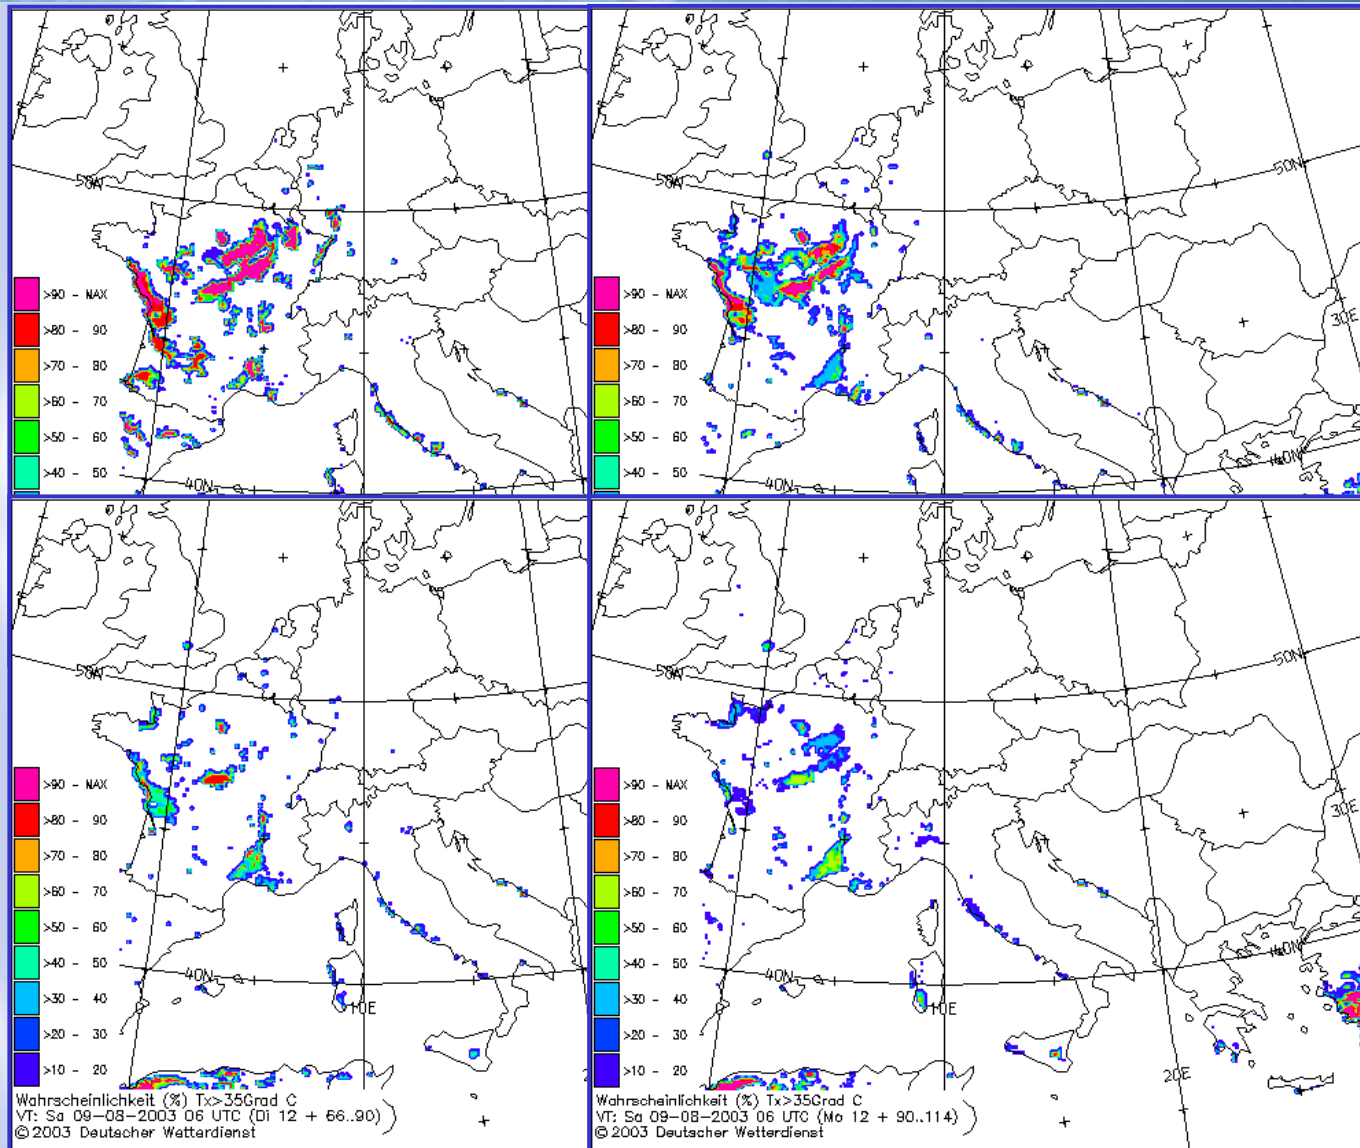 50N
>90 - MAX
>80 - 90
>70 - 80
>60 - 70
>50 - 60
>40 - 50
40N
50N
50N
30E
>90 - MAX
>80 - 90
>70 - 80
>60 - 70
>50 - 60
>40 - 50
40N
40N
50N
>90 - MAX
>80 - 90
>70 - 80
>60 - 70
>50 - 60
>40 - 50
>30 - 40
>20 - 30
>10 - 20
40N
10E
Wahrscheinlichkeit (%) Tx>35Grad C
VT: Sa 09-08-2003 06 UTC (Di 12 + 66..90)
© 2003 Deutscher Wetterdienst
50N
50N
30E
>90 - MAX
>80 - 90
>70 - 80
>60 - 70
>50 - 60
>40 - 50
>30 - 40
>20 - 30
>10 - 20
40N
40N
10E
20E
Wahrscheinlichkeit (%) Tx>35Grad C
VT: Sa 09-08-2003 06 UTC (Mo 12 + 90..114)
© 2003 Deutscher Wetterdienst